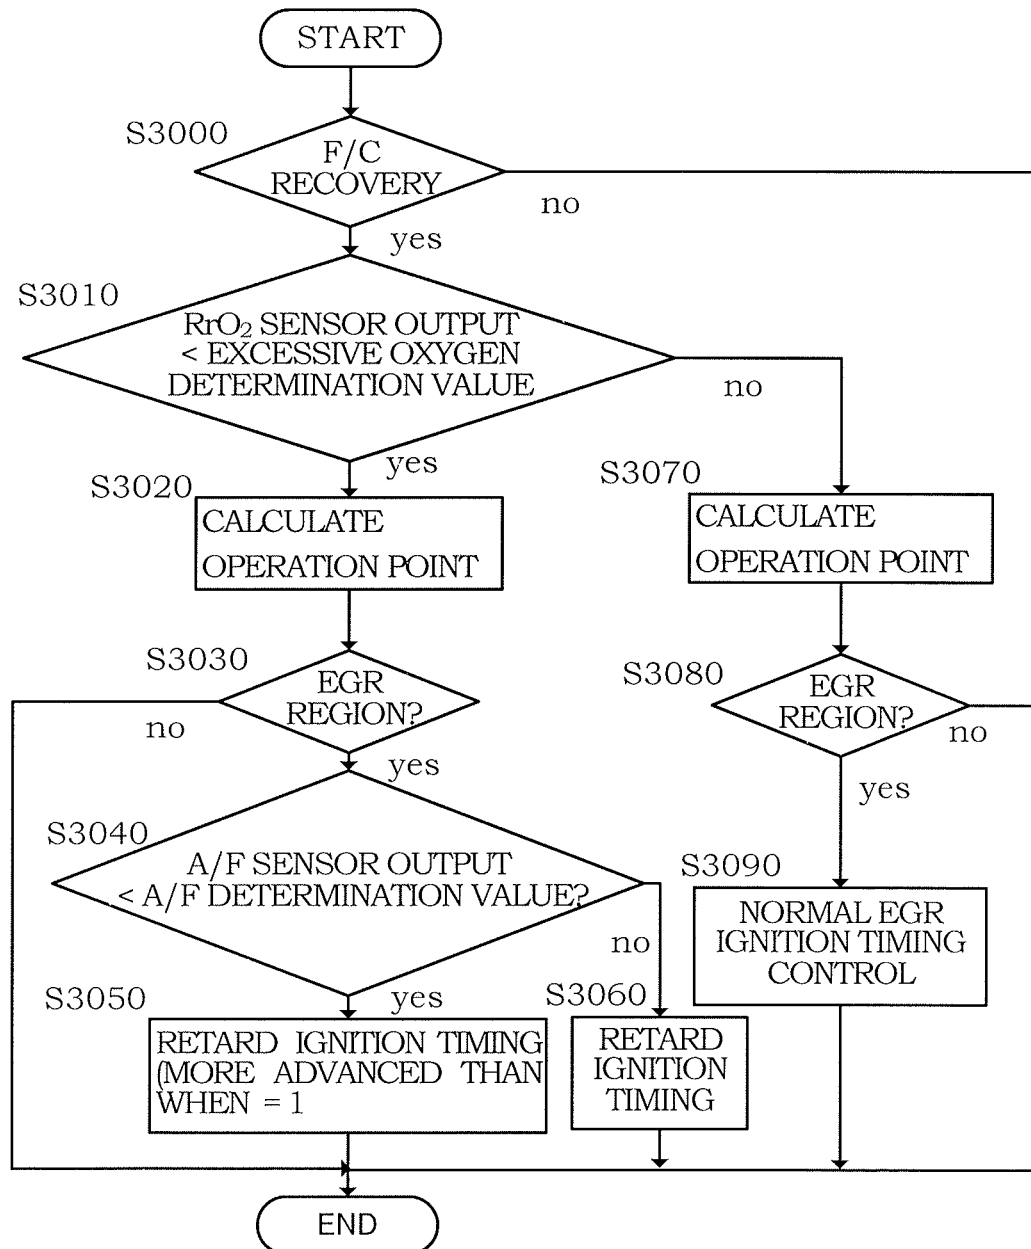 START
S3000
F/C
RECOVERY
no
yes
S3010
RrO₂ SENSOR OUTPUT
< EXCESSIVE OXYGEN
DETERMINATION VALUE
no
yes
S3020
CALCULATE
OPERATION POINT
S3070
CALCULATE
OPERATION POINT
S3030
EGR
REGION?
no
yes
S3080
EGR
REGION?
no
yes
S3040
A/F SENSOR OUTPUT
< A/F DETERMINATION VALUE?
no
yes
S3090
NORMAL EGR
IGNITION TIMING
CONTROL
S3050
RETARD IGNITION TIMING
(MORE ADVANCED THAN
WHEN = 1
S3060
RETARD
IGNITION
TIMING
END